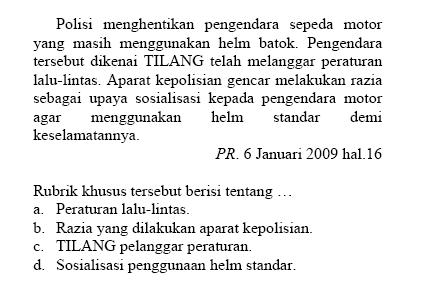 Polisi menghentikan pengendara sepeda motor
yang masih menggunakan helm batok. Pengendara
tersebut dikenai TILANG telah melanggar peraturan
lalu-lintas. Aparat kepolisian gencar melakukan razia
sebagai upaya sosialisasi kepada pengendara motor
agar menggunakan helm standar demi
keselamatannya.
PR. 6 Januari 2009 hal.16
Rubrik khusus tersebut berisi tentang …
a. Peraturan lalu-lintas.
b. Razia yang dilakukan aparat kepolisian.
c. TILANG pelanggar peraturan.
d. Sosialisasi penggunaan helm standar.